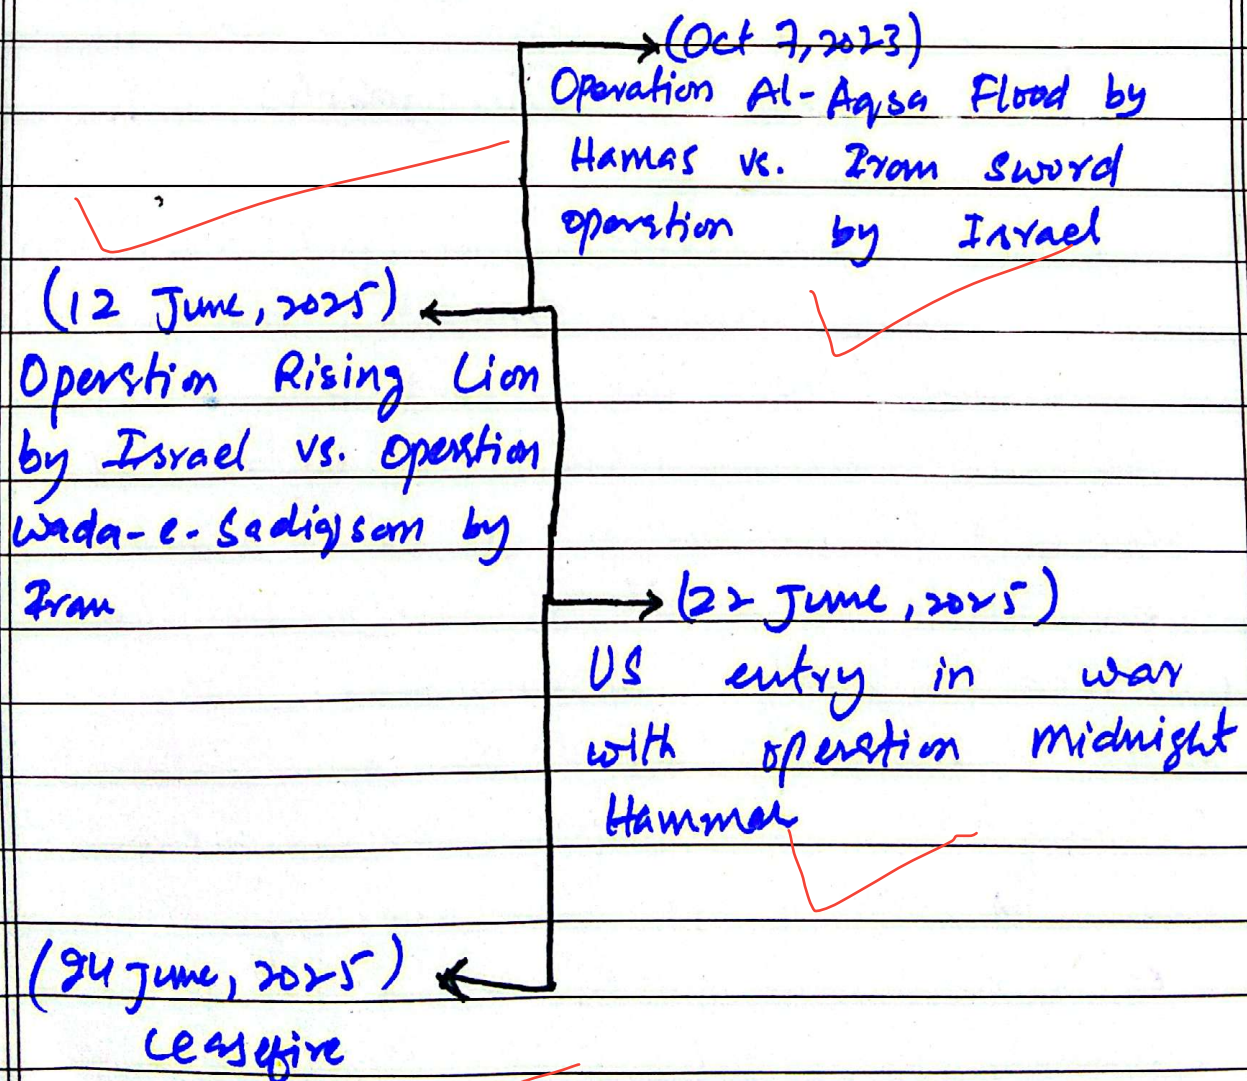 (Oct 7, 2023)
Operation Al-Aqsa Flood by
Hamas vs. Iron Sword
operation by Israel
(12 June, 2025)
Operation Rising Lion
by Israel vs. Operation
Wada-e-Sadiqsom by
Iran
(22 June, 2025)
US entry in war
with operation Midnight
Hammer
(24 June, 2025)
Ceasefire